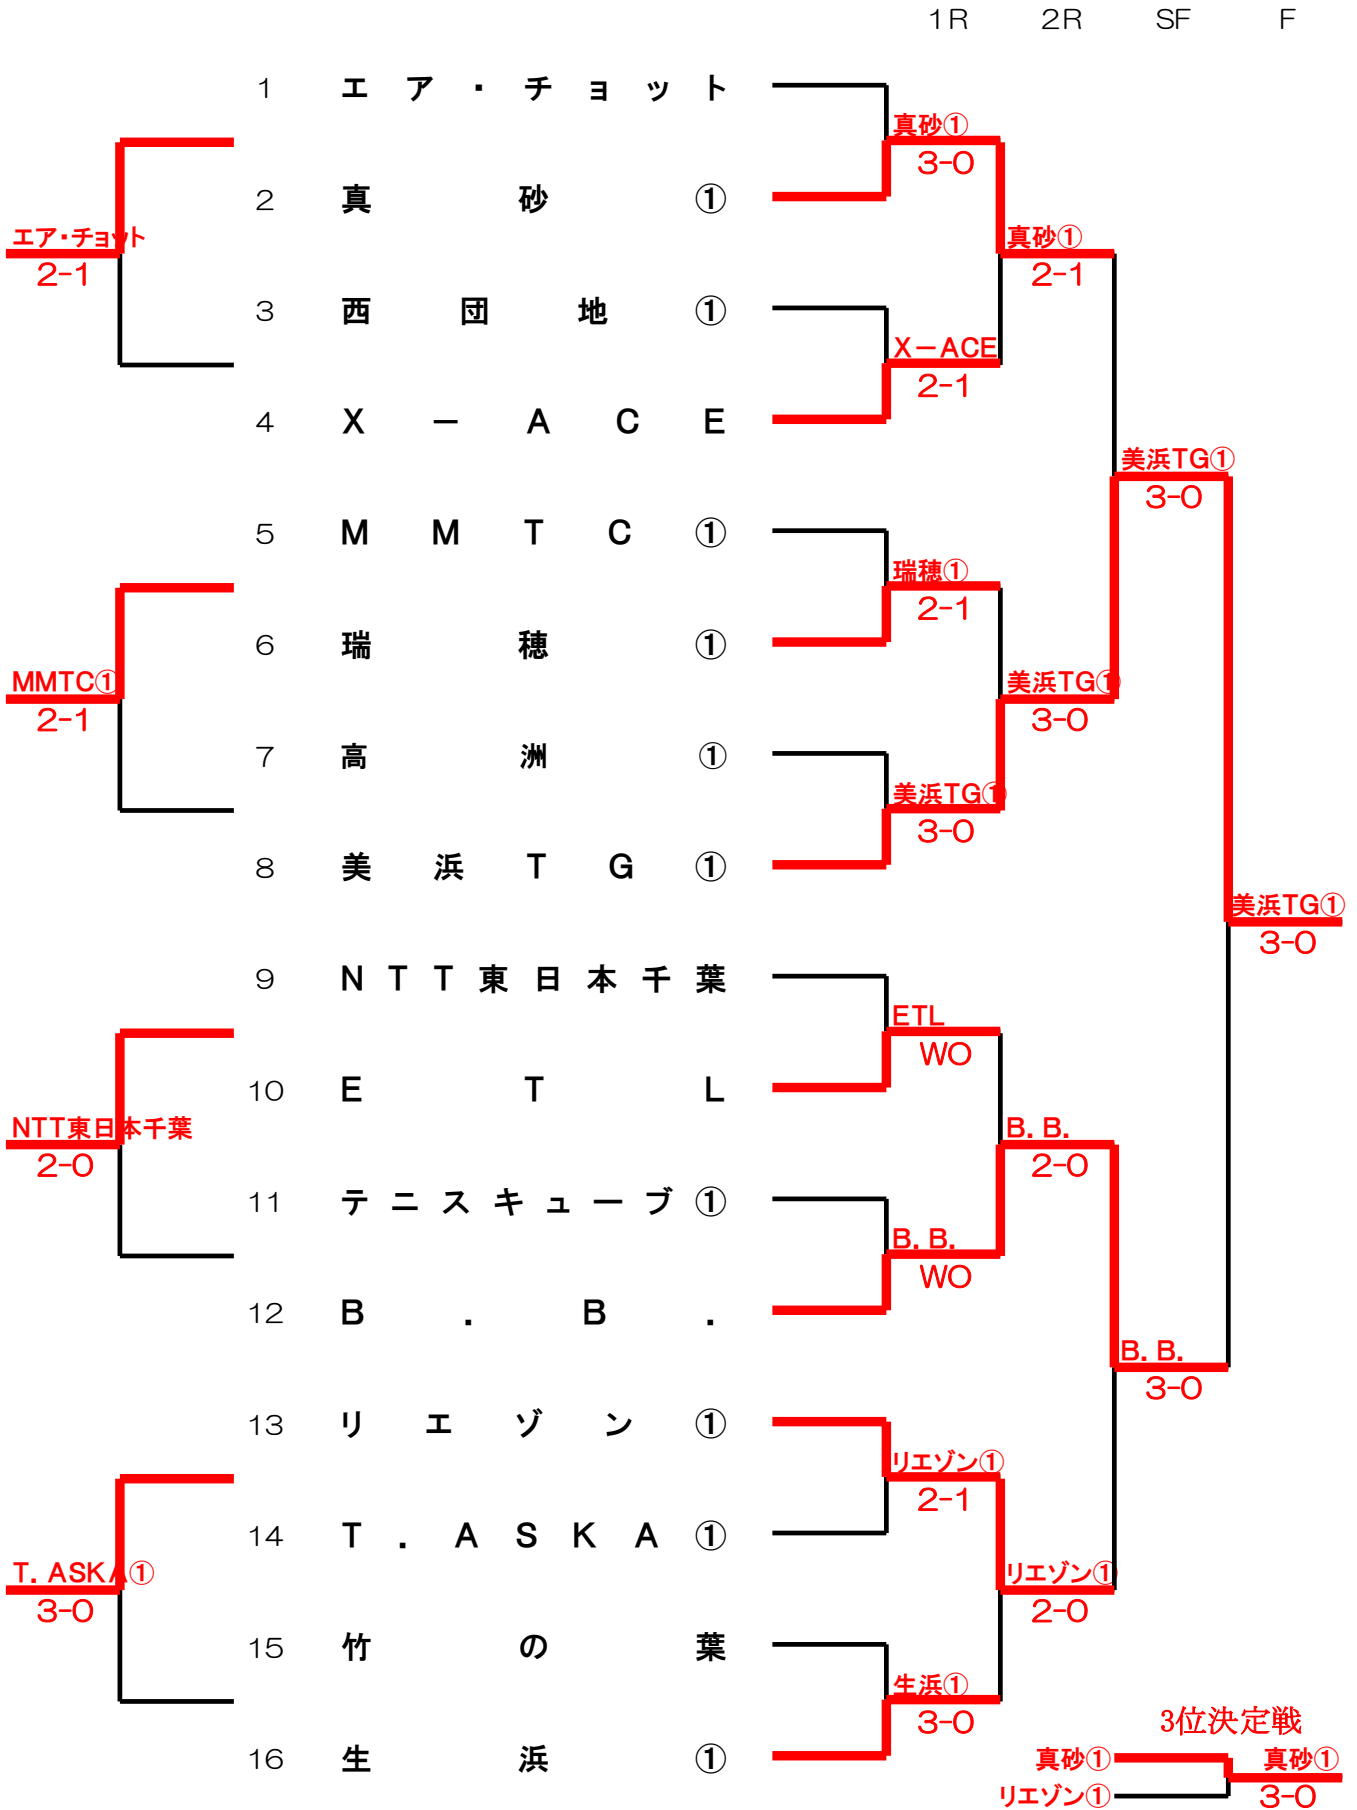 1R 2R SF F
1 エア・チョット
真砂①
3-0
2 真砂①
エア・チョット 真砂①
2-1 2-1
3 西団地①
X－ACE
2-1
4 X－ACE
美浜TG①
3-0
5 MMTC①
瑞穂①
2-1
6 瑞穂①
MMTC① 美浜TG①
2-1 3-0
7 高洲①
美浜TG①
3-0
8 美浜TG①
美浜TG①
3-0
9 NTT東日本千葉
ETL
WO
10 ETL
NTT東日本千葉 B.B.
2-0 2-0
11 テニスキューブ①
B.B.
WO
12 B.B.
B.B.
3-0
13 リエゾン①
リエゾン①
2-1
14 T.ASKA①
T.ASKA① リエゾン①
3-0 2-0
15 竹の葉
生浜①
3-0
3位決定戦
16 生浜①
真砂① 真砂①
リエゾン① 3-0